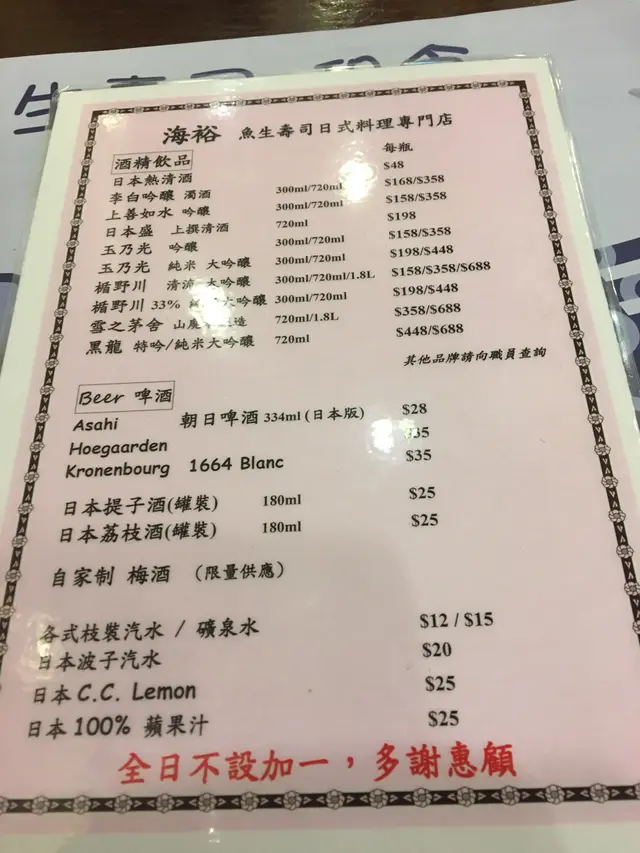 海裕 魚生壽司日式料理專門店
酒精飲品 每瓶
日本熱清酒 $48
李白吟釀 濁酒 300ml/720ml $168/$358
上善如水 吟釀 300ml/720ml $158/$358
日本盛 上撰清酒 720ml $198
玉乃光 吟釀 300ml/720ml $158/$358
玉乃光 純米 大吟釀 300ml/720ml $198/$448
楯野川 清流 大吟釀 300ml/720ml/1.8L $158/$358/$688
楯野川 33% 大吟釀 300ml/720ml $198/$448
雪之茅舍 山廢 造 720ml/1.8L $358/$688
黑龍 特吟/純米大吟釀 720ml $448/$688
其他品牌請向職員查詢
Beer 啤酒
Asahi 朝日啤酒 334ml (日本版) $28
Hoegaarden
Kronenbourg 1664 Blanc $35
日本提子酒(罐裝) 180ml $25
日本荔枝酒(罐裝) 180ml $25
自家制 梅酒 (限量供應)
各式枝裝汽水 / 礦泉水 $12 / $15
日本波子汽水 $20
日本 C.C. Lemon $25
日本 100% 蘋果汁 $25
全日不設加一，多謝惠顧